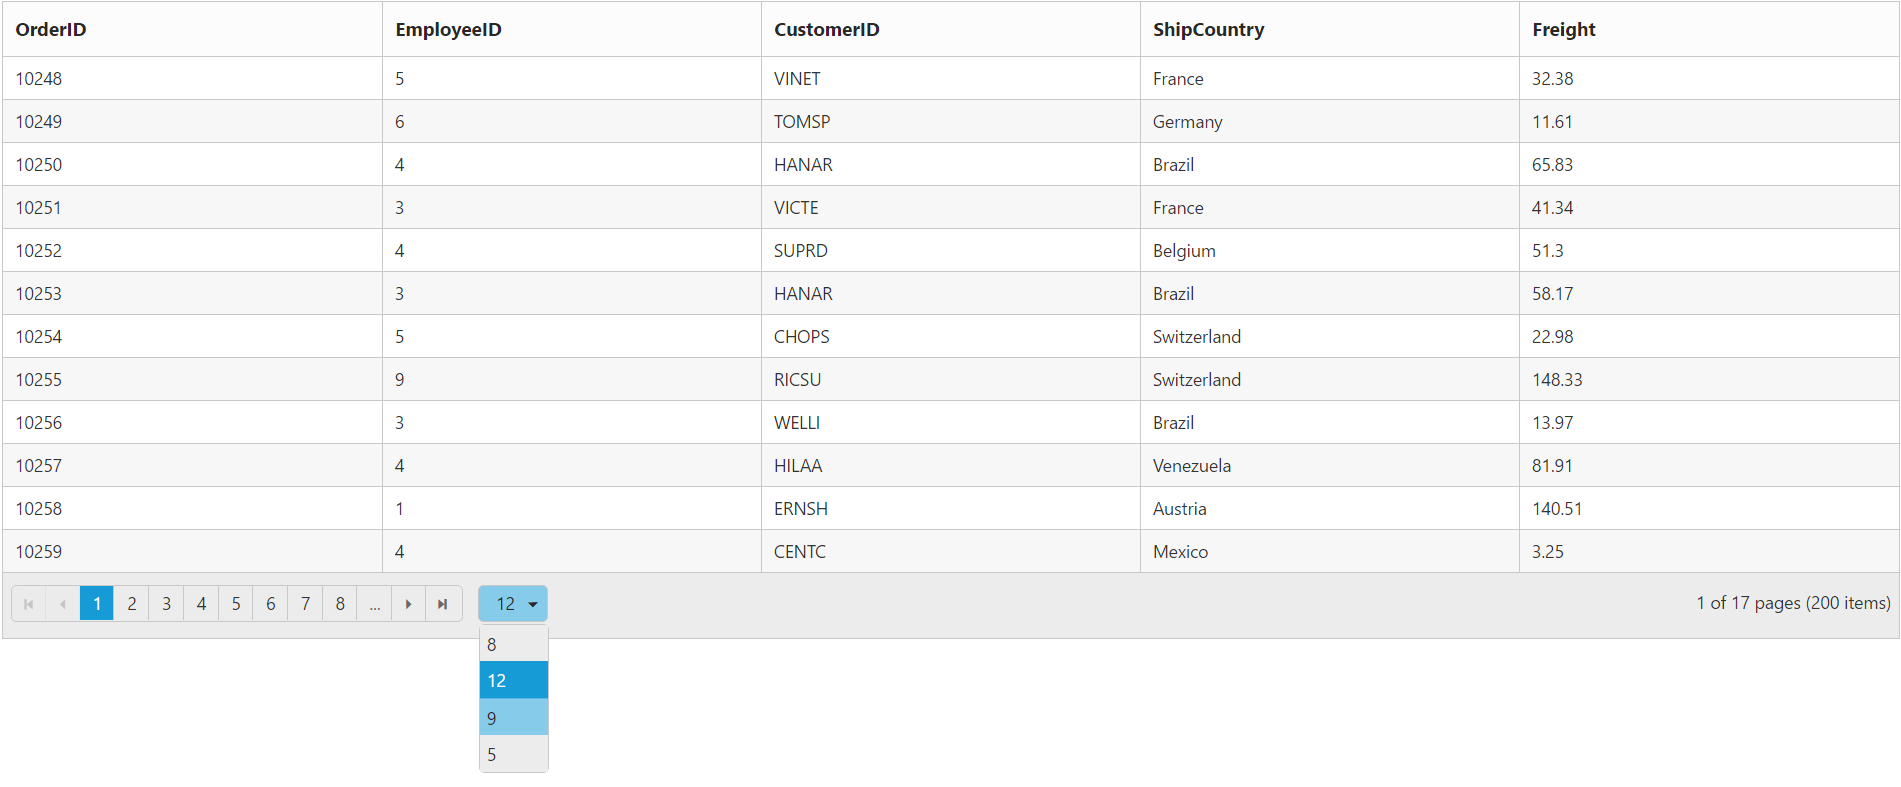 OrderID EmployeeID CustomerID ShipCountry Freight
10248 5 VINET France 32.38
10249 6 TOMSP Germany 11.61
10250 4 HANAR Brazil 65.83
10251 3 VICTE France 41.34
10252 4 SUPRD Belgium 51.3
10253 3 HANAR Brazil 58.17
10254 5 CHOPS Switzerland 22.98
10255 9 RICSU Switzerland 148.33
10256 3 WELLI Brazil 13.97
10257 4 HILAA Venezuela 81.91
10258 1 ERNSH Austria 140.51
10259 4 CENTC Mexico 3.25
1 2 3 4 5 6 7 8 ... 12 1 of 17 pages (200 items)
8
12
9
5